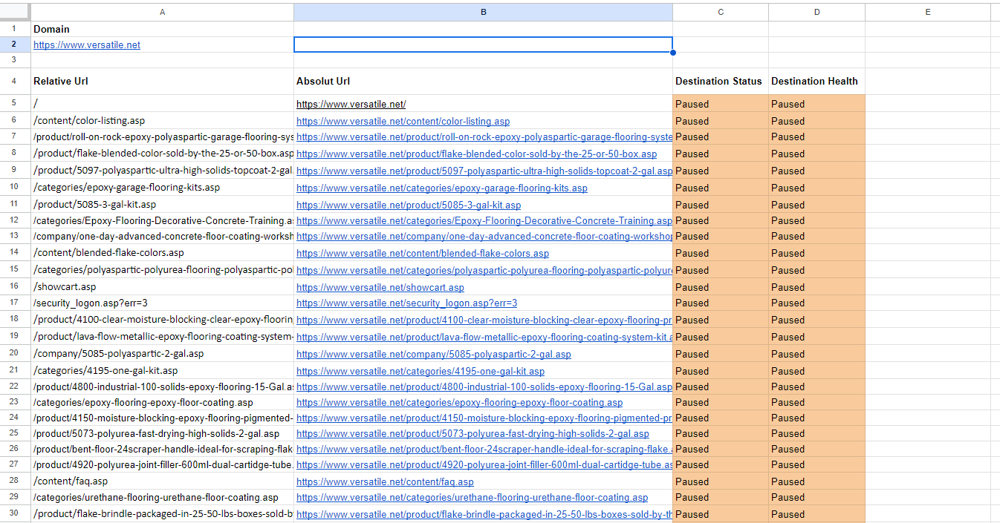 A B C D E
1 Domain
2 https://www.versatile.net
3
4 Relative Url Absolut Url Destination Status Destination Health
5 / https://www.versatile.net/ Paused Paused
6 /content/color-listing.asp https://www.versatile.net/content/color-listing.asp Paused Paused
7 /product/roll-on-rock-epoxy-polyaspartic-garage-flooring-sys https://www.versatile.net/product/roll-on-rock-epoxy-polyaspartic-garage-flooring-syste Paused Paused
8 /product/flake-blended-color-sold-by-the-25-or-50-box.asp https://www.versatile.net/product/flake-blended-color-sold-by-the-25-or-50-box.asp Paused Paused
9 /product/5097-polyaspartic-ultra-high-solids-topcoat-2-gal. https://www.versatile.net/product/5097-polyaspartic-ultra-high-solids-topcoat-2-gal.asp Paused Paused
10 /categories/epoxy-garage-flooring-kits.asp https://www.versatile.net/categories/epoxy-garage-flooring-kits.asp Paused Paused
11 /product/5085-3-gal-kit.asp https://www.versatile.net/product/5085-3-gal-kit.asp Paused Paused
12 /categories/Epoxy-Flooring-Decorative-Concrete-Training.as https://www.versatile.net/categories/Epoxy-Flooring-Decorative-Concrete-Training.asp Paused Paused
13 /company/one-day-advanced-concrete-floor-coating-worksh https://www.versatile.net/company/one-day-advanced-concrete-floor-coating-workshop Paused Paused
14 /content/blended-flake-colors.asp https://www.versatile.net/content/blended-flake-colors.asp Paused Paused
15 /categories/polyaspartic-polyurea-flooring-polyaspartic-pol https://www.versatile.net/categories/polyaspartic-polyurea-flooring-polyaspartic-polyure Paused Paused
16 /showcart.asp https://www.versatile.net/showcart.asp Paused Paused
17 /security_logon.asp?err=3 https://www.versatile.net/security_logon.asp?err=3 Paused Paused
18 /product/4100-clear-moisture-blocking-clear-epoxy-floorin https://www.versatile.net/product/4100-clear-moisture-blocking-clear-epoxy-flooring-pr Paused Paused
19 /product/lava-flow-metallic-epoxy-flooring-coating-system- https://www.versatile.net/product/lava-flow-metallic-epoxy-flooring-coating-system-kit.a Paused Paused
20 /company/5085-polyaspartic-2-gal.asp https://www.versatile.net/company/5085-polyaspartic-2-gal.asp Paused Paused
21 /categories/4195-one-gal-kit.asp https://www.versatile.net/categories/4195-one-gal-kit.asp Paused Paused
22 /product/4800-industrial-100-solids-epoxy-flooring-15-Gal.as https://www.versatile.net/product/4800-industrial-100-solids-epoxy-flooring-15-Gal.asp Paused Paused
23 /categories/epoxy-flooring-epoxy-floor-coating.asp https://www.versatile.net/categories/epoxy-flooring-epoxy-floor-coating.asp Paused Paused
24 /product/4150-moisture-blocking-epoxy-flooring-pigmented- https://www.versatile.net/product/4150-moisture-blocking-epoxy-flooring-pigmented-pr Paused Paused
25 /product/5073-polyurea-fast-drying-high-solids-2-gal.asp https://www.versatile.net/product/5073-polyurea-fast-drying-high-solids-2-gal.asp Paused Paused
26 /product/bent-floor-24scraper-handle-ideal-for-scraping-flak https://www.versatile.net/product/bent-floor-24scraper-handle-ideal-for-scraping-flake.a Paused Paused
27 /product/4920-polyurea-joint-filler-600ml-dual-cartidge-tube. https://www.versatile.net/product/4920-polyurea-joint-filler-600ml-dual-cartidge-tube.as Paused Paused
28 /content/faq.asp https://www.versatile.net/content/faq.asp Paused Paused
29 /categories/urethane-flooring-urethane-floor-coating.asp https://www.versatile.net/categories/urethane-flooring-urethane-floor-coating.asp Paused Paused
30 /product/flake-brindle-packaged-in-25-50-lbs-boxes-sold-b https://www.versatile.net/product/flake-brindle-packaged-in-25-50-lbs-boxes-sold-by-th Paused Paused